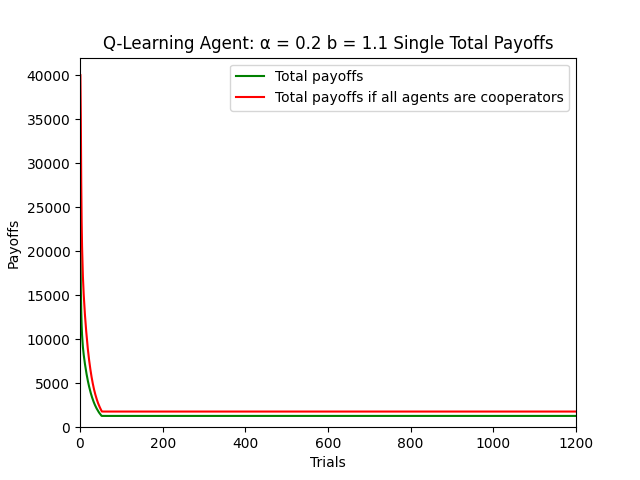 Q-Learning Agent: α = 0.2 b = 1.1 Single Total Payoffs
Total payoffs
Total payoffs if all agents are cooperators
40000
35000
30000
25000
20000
15000
10000
5000
0
Payoffs
0 200 400 600 800 1000 1200
Trials